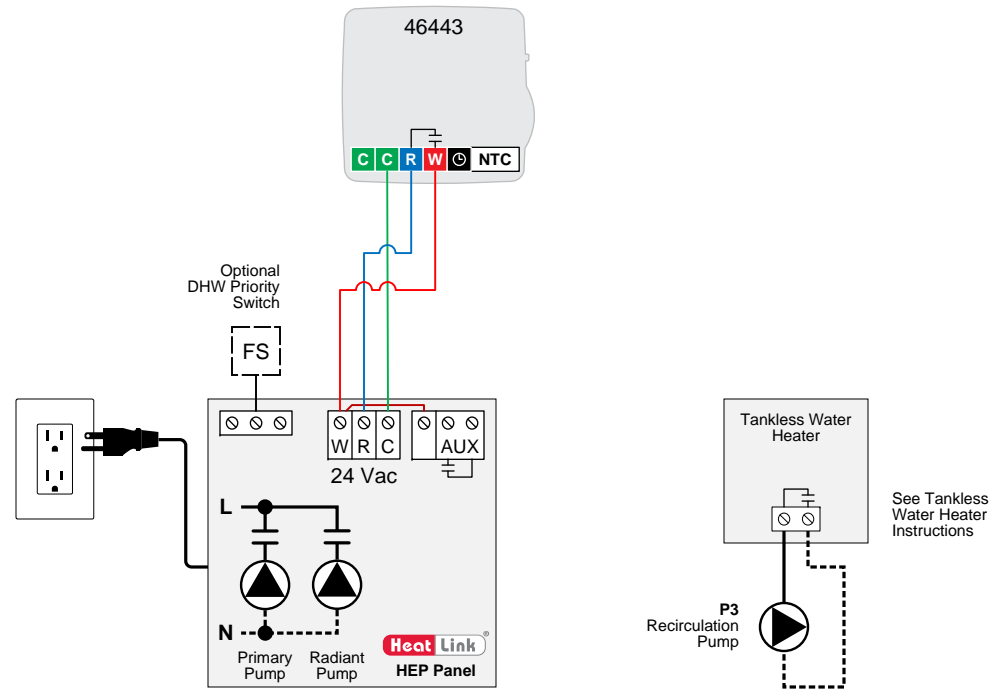 46443
C C R W NTC
Optional
DHW Priority
Switch
FS
W R C AUX
24 Vac
L
N
Primary
Pump
Radiant
Pump
Heat Link®
HEP Panel
Tankless Water
Heater
See Tankless
Water Heater
Instructions
P3
Recirculation
Pump